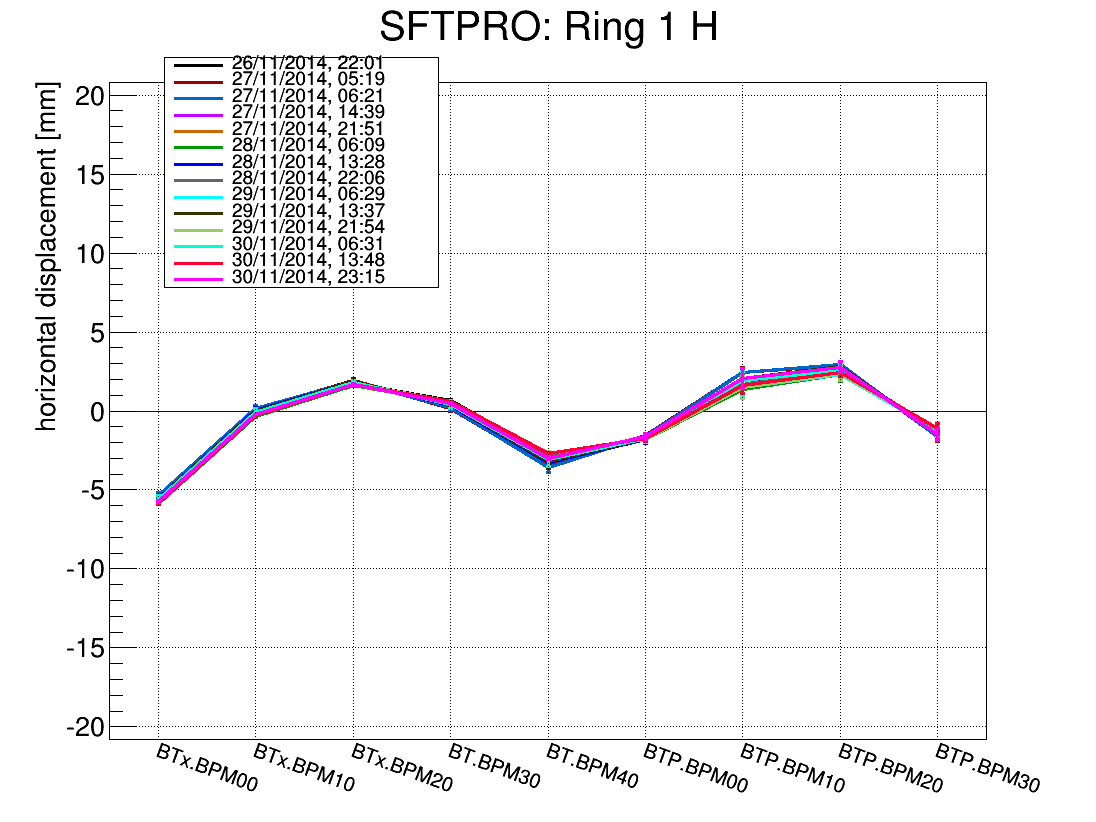 SFTPRO: Ring 1 H
horizontal displacement [mm]
26/11/2014, 22:01
27/11/2014, 05:19
27/11/2014, 06:21
27/11/2014, 14:39
27/11/2014, 21:51
28/11/2014, 06:09
28/11/2014, 13:28
28/11/2014, 22:06
29/11/2014, 06:29
29/11/2014, 13:37
29/11/2014, 21:54
30/11/2014, 06:31
30/11/2014, 13:48
30/11/2014, 23:15
20
15
10
5
0
-5
-10
-15
-20
BTx.BPM00
BTx.BPM10
BTx.BPM20
BT.BPM30
BT.BPM40
BTP.BPM00
BTP.BPM10
BTP.BPM20
BTP.BPM30